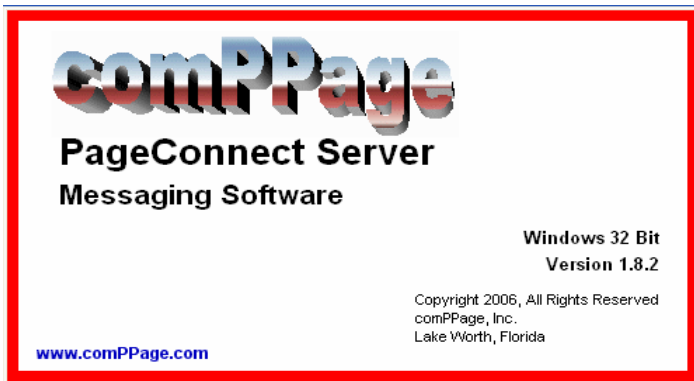 comPPage
PageConnect Server
Messaging Software
Windows 32 Bit
Version 1.8.2
Copyright 2006, All Rights Reserved
comPPage, Inc.
Lake Worth, Florida
www.comPPage.com